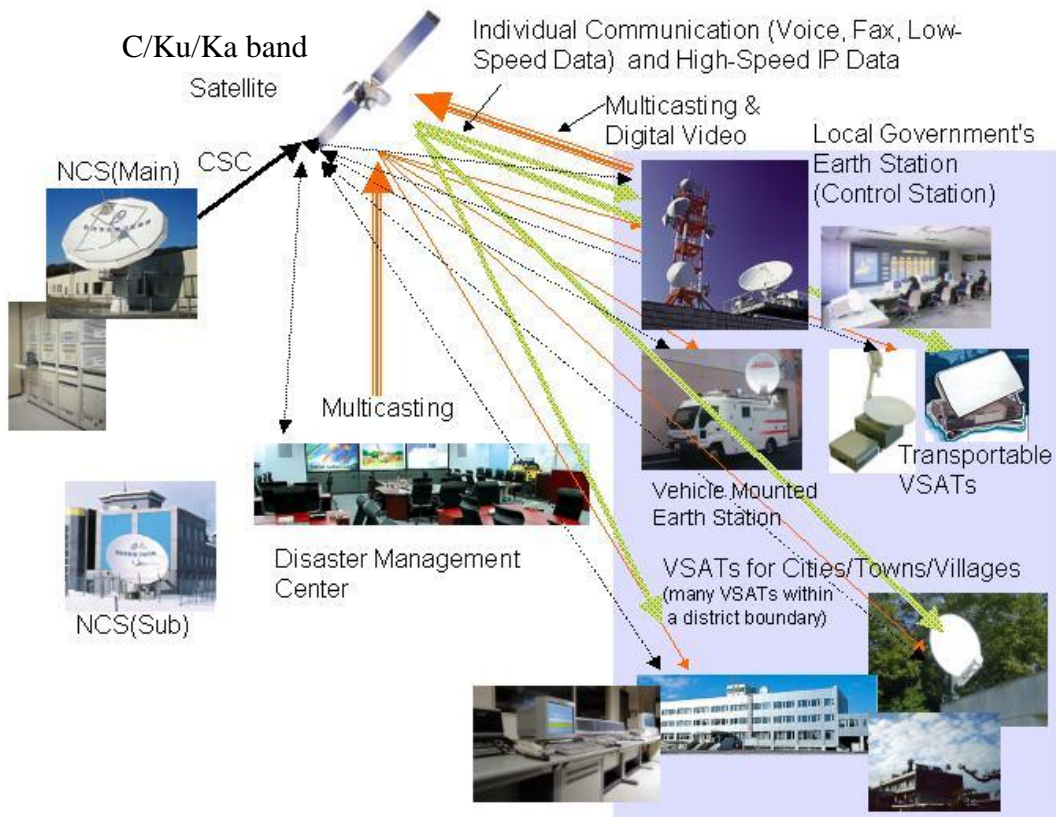 C/Ku/Ka band
Satellite
Individual Communication (Voice, Fax, Low-
Speed Data) and High-Speed IP Data
Multicasting &
Digital Video
Local Government's
Earth Station
(Control Station)
NCS(Main)
CSC
Multicasting
Transportable
VSATs
Vehicle Mounted
Earth Station
Disaster Management
Center
VSATs for Cities/Towns/Villages
(many VSATs within
a district boundary)
NCS(Sub)